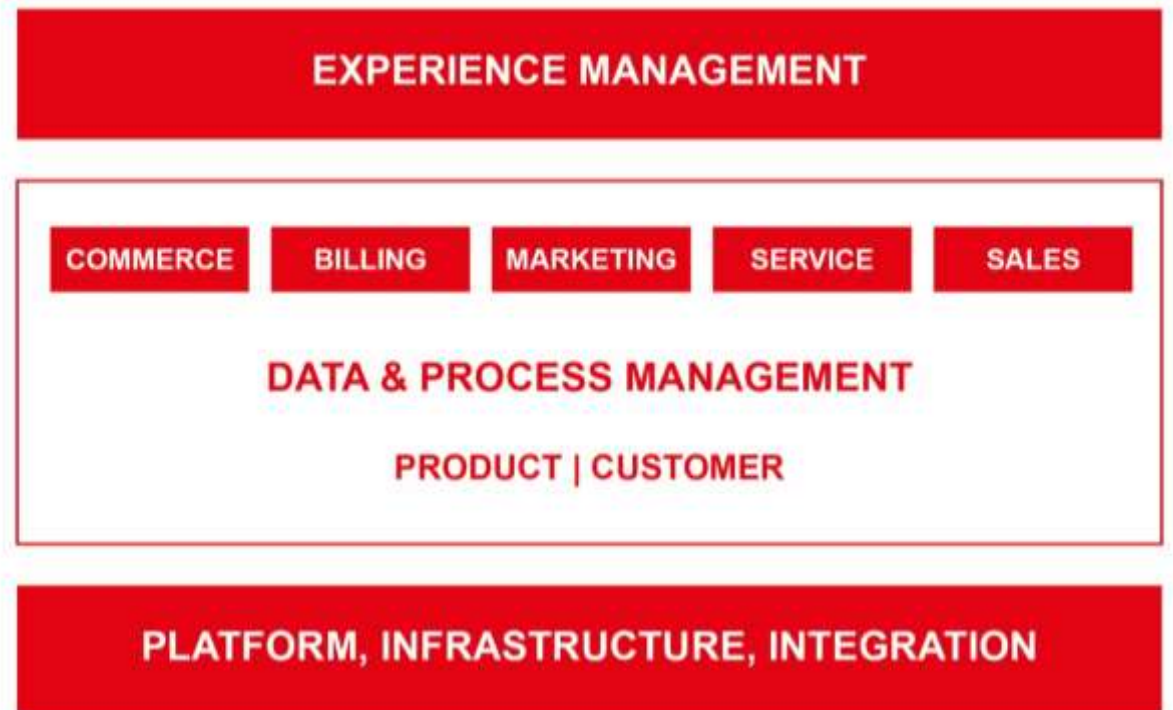 EXPERIENCE MANAGEMENT
COMMERCE BILLING MARKETING SERVICE SALES
DATA & PROCESS MANAGEMENT
PRODUCT | CUSTOMER
PLATFORM, INFRASTRUCTURE, INTEGRATION